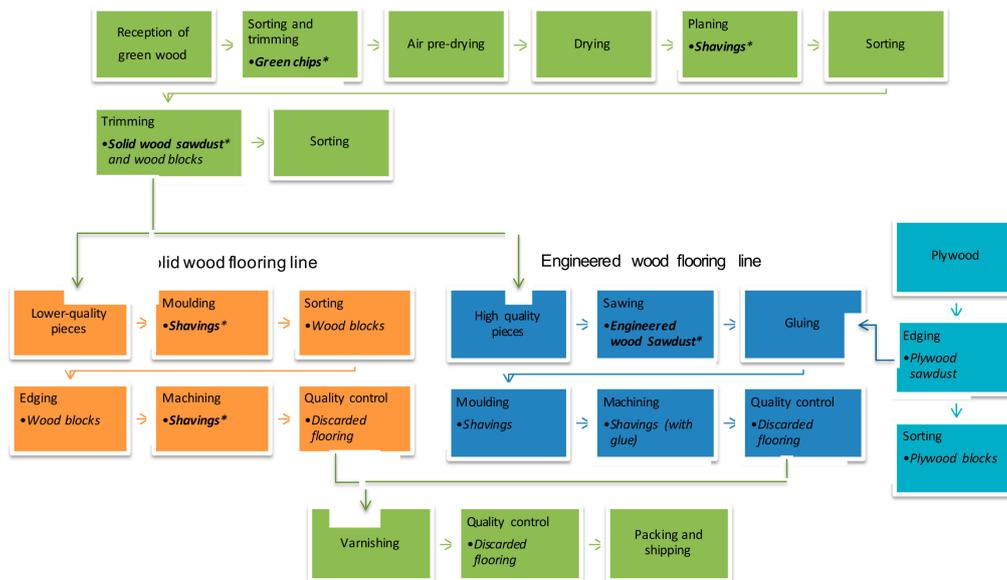 Reception of
green wood
Sorting and
trimming
•Green chips*
Air pre-drying
Drying
Planing
•Shavings*
Sorting
Trimming
•Solid wood sawdust*
and wood blocks
Sorting
olid wood flooring line
Lower-quality
pieces
Moulding
•Shavings*
Sorting
•Wood blocks
Edging
•Wood blocks
Machining
•Shavings*
Quality control
•Discarded
flooring
Engineered wood flooring line
High quality
pieces
Sawing
•Engineered
wood Sawdust*
Gluing
Moulding
•Shavings
Machining
•Shavings (with
glue)
Quality control
•Discarded
flooring
Plywood
Edging
•Plywood
sawdust
Sorting
•Plywood blocks
Varnishing
Quality control
•Discarded
flooring
Packing and
shipping